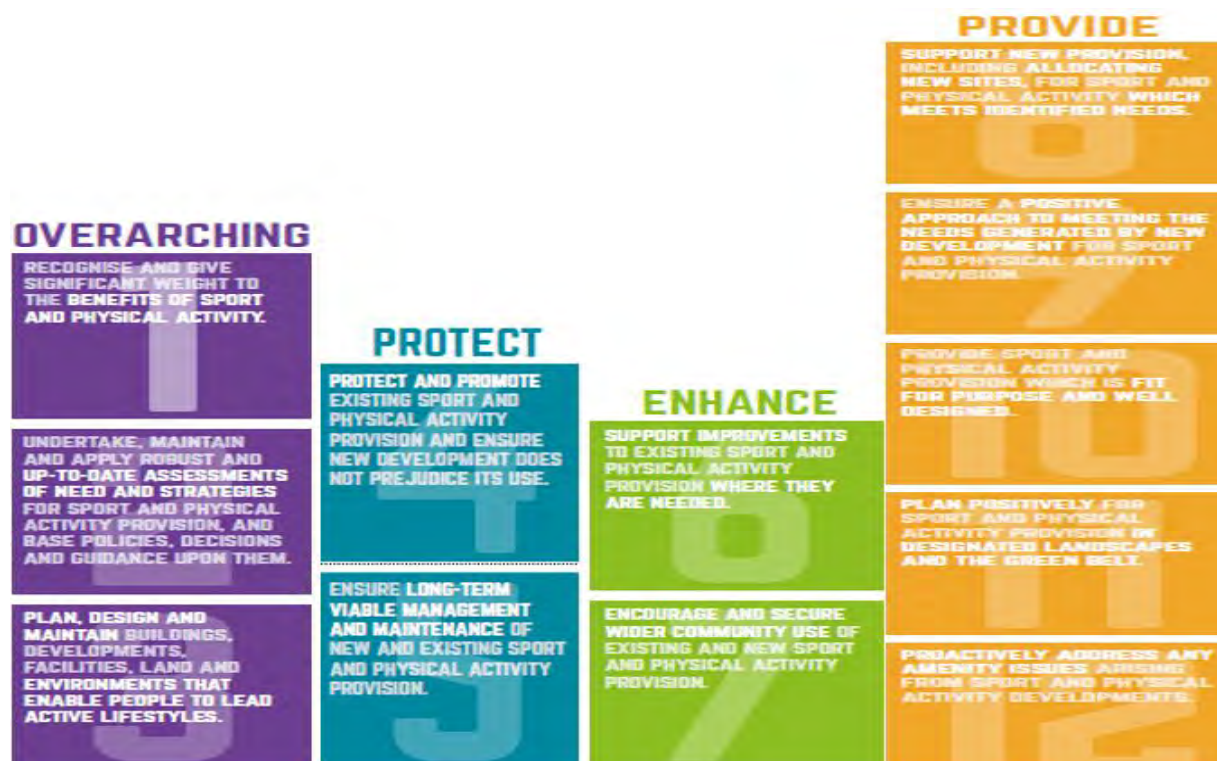 OVERARCHING
1
RECOGNISE AND GIVE
SIGNIFICANT WEIGHT TO
THE BENEFITS OF SPORT
AND PHYSICAL ACTIVITY.
UNDERTAKE, MAINTAIN
AND APPLY ROBUST AND
UP-TO-DATE ASSESSMENTS
OF NEED AND STRATEGIES
FOR SPORT AND PHYSICAL
ACTIVITY PROVISION, AND
BASE POLICIES, DECISIONS
AND GUIDANCE UPON THEM.
3
PLAN, DESIGN AND
MAINTAIN BUILDINGS,
DEVELOPMENTS,
FACILITIES, LAND AND
ENVIRONMENTS THAT
ENABLE PEOPLE TO LEAD
ACTIVE LIFESTYLES.
PROTECT
4
PROTECT AND PROMOTE
EXISTING SPORT AND
PHYSICAL ACTIVITY
PROVISION AND ENSURE
NEW DEVELOPMENT DOES
NOT PREJUDICE ITS USE.
5
ENSURE LONG-TERM
VIABLE MANAGEMENT
AND MAINTENANCE OF
NEW AND EXISTING SPORT
AND PHYSICAL ACTIVITY
PROVISION.
ENHANCE
6
SUPPORT IMPROVEMENTS
TO EXISTING SPORT AND
PHYSICAL ACTIVITY
PROVISION WHERE THEY
ARE NEEDED.
7
ENCOURAGE AND SECURE
WIDER COMMUNITY USE OF
EXISTING AND NEW SPORT
AND PHYSICAL ACTIVITY
PROVISION.
PROVIDE
8
SUPPORT NEW PROVISION,
INCLUDING ALLOCATING
NEW SITES, FOR SPORT AND
PHYSICAL ACTIVITY WHICH
MEETS IDENTIFIED NEEDS.
ENSURE A POSITIVE
APPROACH TO MEETING THE
NEEDS GENERATED BY NEW
DEVELOPMENT FOR SPORT
AND PHYSICAL ACTIVITY
PROVISION.
10
PROVIDE SPORT AND
PHYSICAL ACTIVITY
PROVISION WHICH IS FIT
FOR PURPOSE AND WELL
DESIGNED.
11
PLAN POSITIVELY FOR
SPORT AND PHYSICAL
ACTIVITY PROVISION IN
DESIGNATED LANDSCAPES
AND THE GREEN BELT.
12
PROACTIVELY ADDRESS ANY
AMENITY ISSUES ARISING
FROM SPORT AND PHYSICAL
ACTIVITY DEVELOPMENTS.